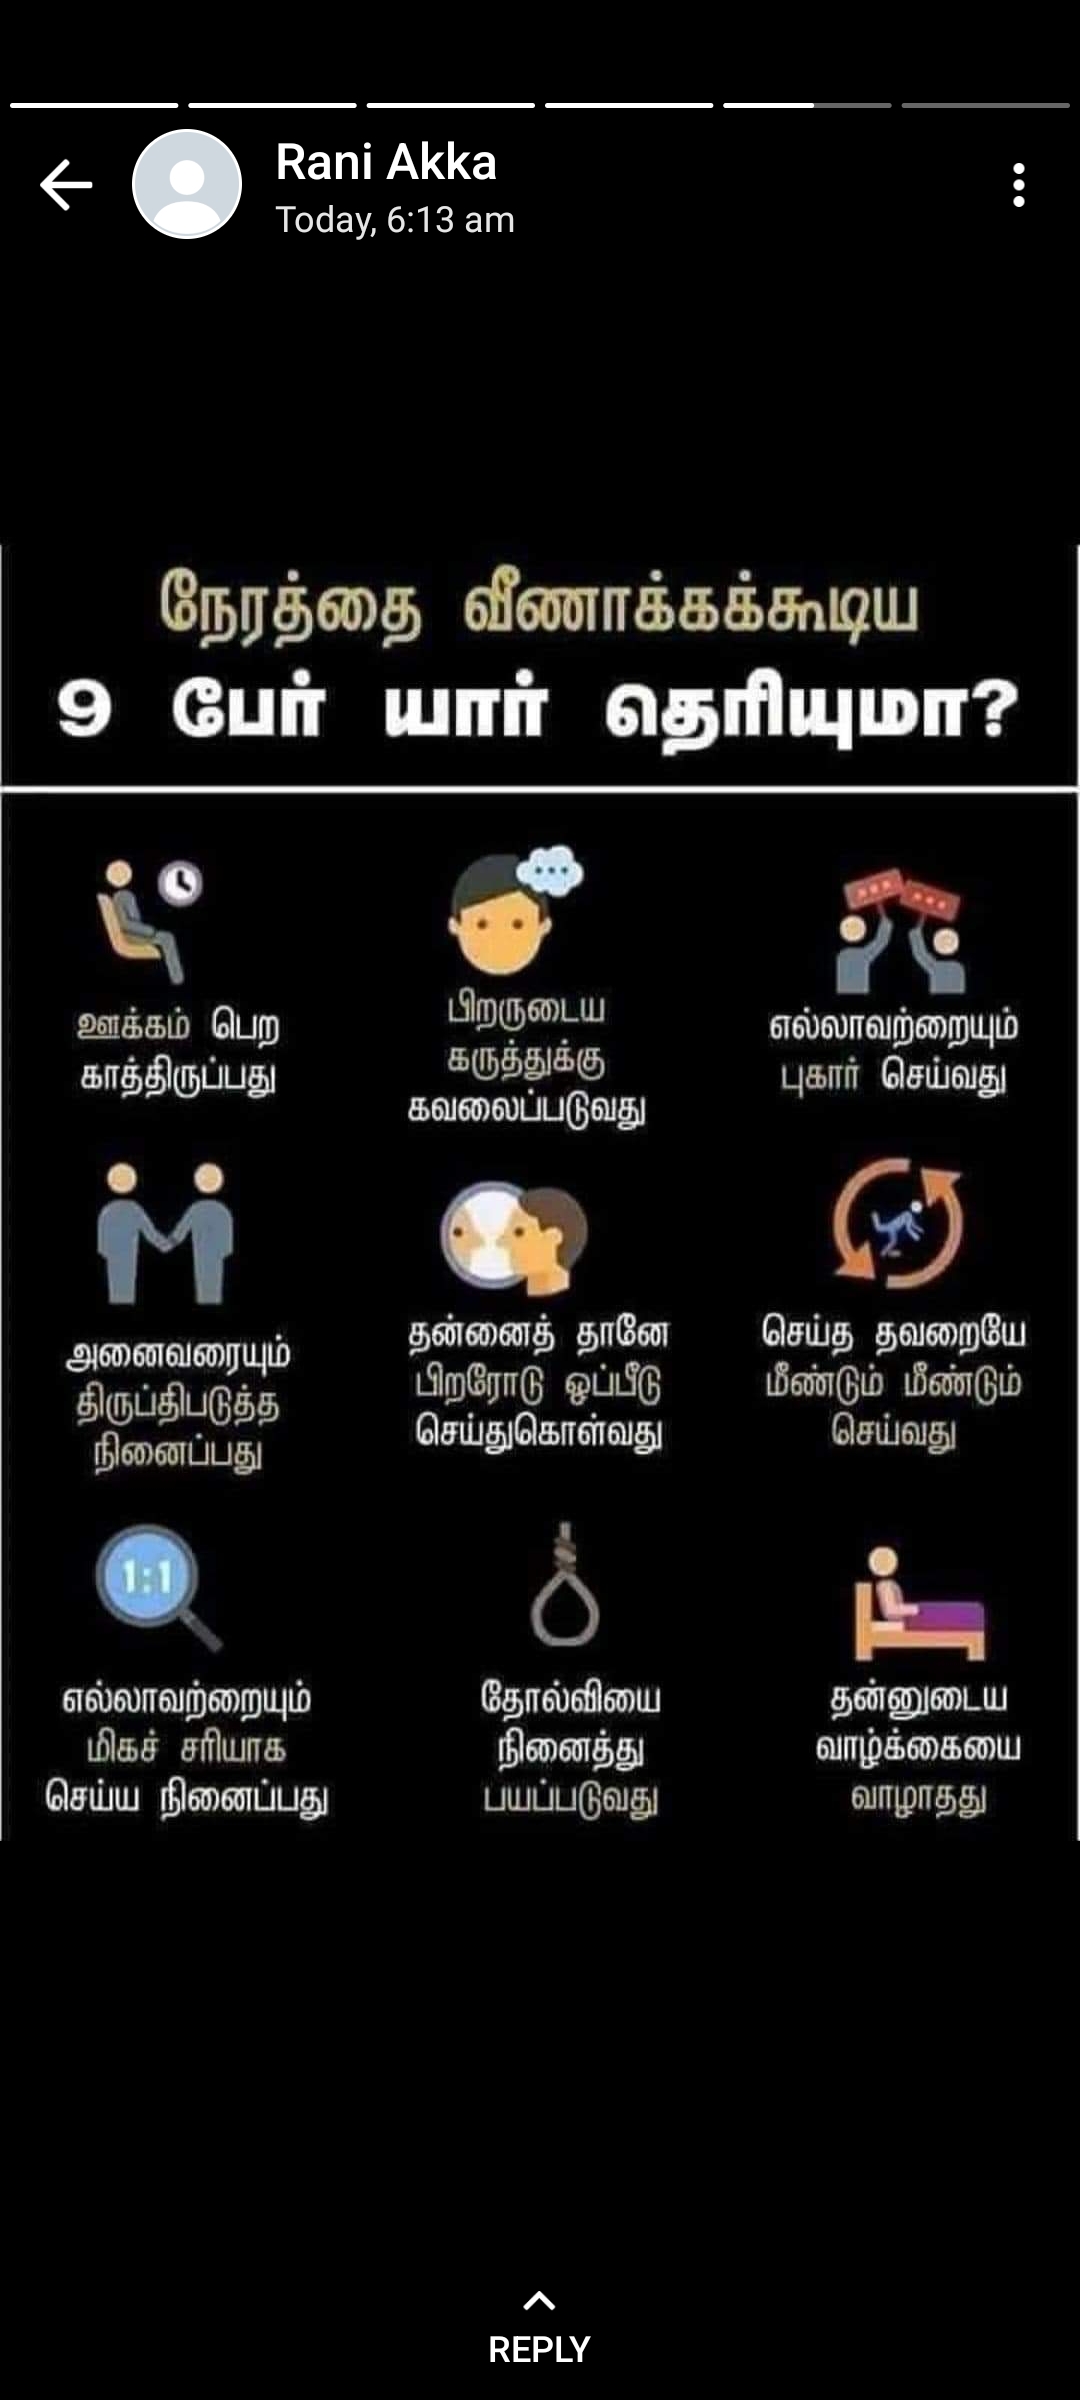 Rani Akka
Today, 6:13 am
நேரத்தை வீணாக்கக்கூடிய
9 பேர் யார் தெரியுமா?
ஊக்கம் பெற
காத்திருப்பது
பிறருடைய
கருத்துக்கு
கவலைப்படுவது
எல்லாவற்றையும்
புகார் செய்வது
அனைவரையும்
திருப்திபடுத்த
நினைப்பது
தன்னைத் தானே
பிறரோடு ஒப்பீடு
செய்துகொள்வது
செய்த தவறையே
மீண்டும் மீண்டும்
செய்வது
1:1
எல்லாவற்றையும்
மிகச் சரியாக
செய்ய நினைப்பது
தோல்வியை
நினைத்து
பயப்படுவது
தன்னுடைய
வாழ்க்கையை
வாழாதது
REPLY